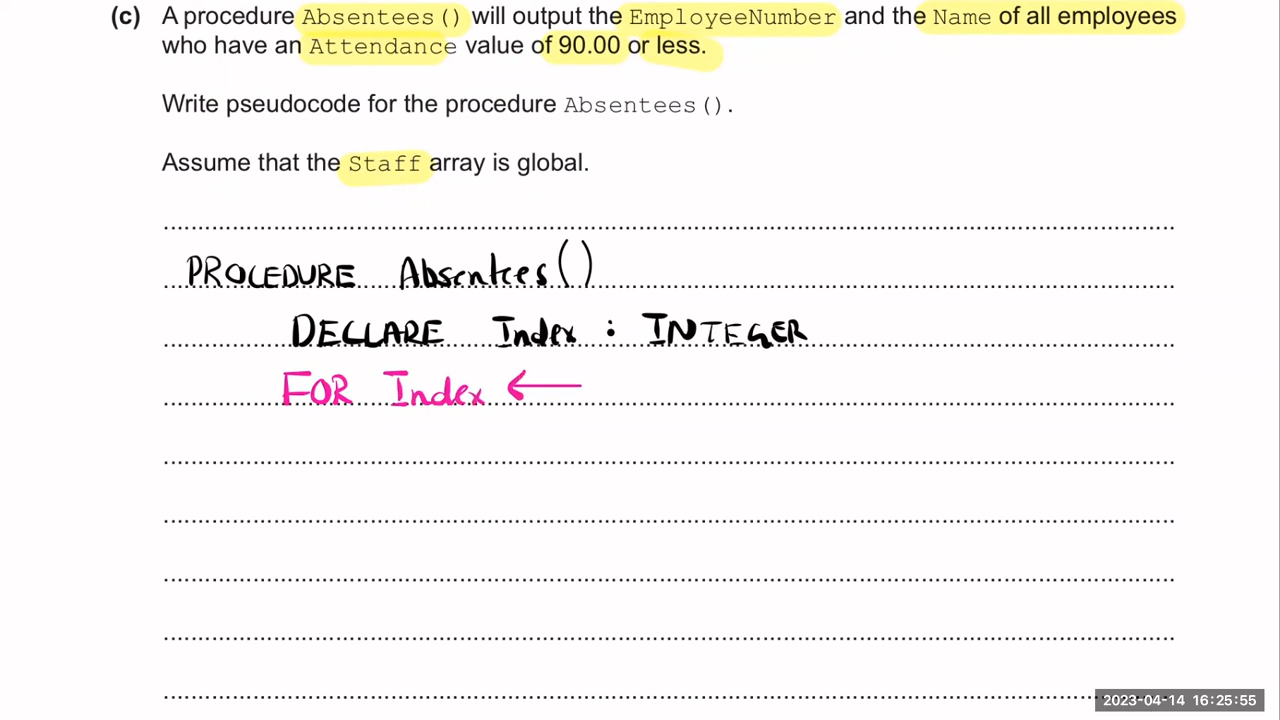 (c) A procedure Absentees() will output the EmployeeNumber and the Name of all employees
who have an Attendance value of 90.00 or less.
Write pseudocode for the procedure Absentees().
Assume that the Staff array is global.
PROCEDURE Absentees()
DECLARE Index : INTEGER
FOR Index ←
2023-04-14 16:25:55